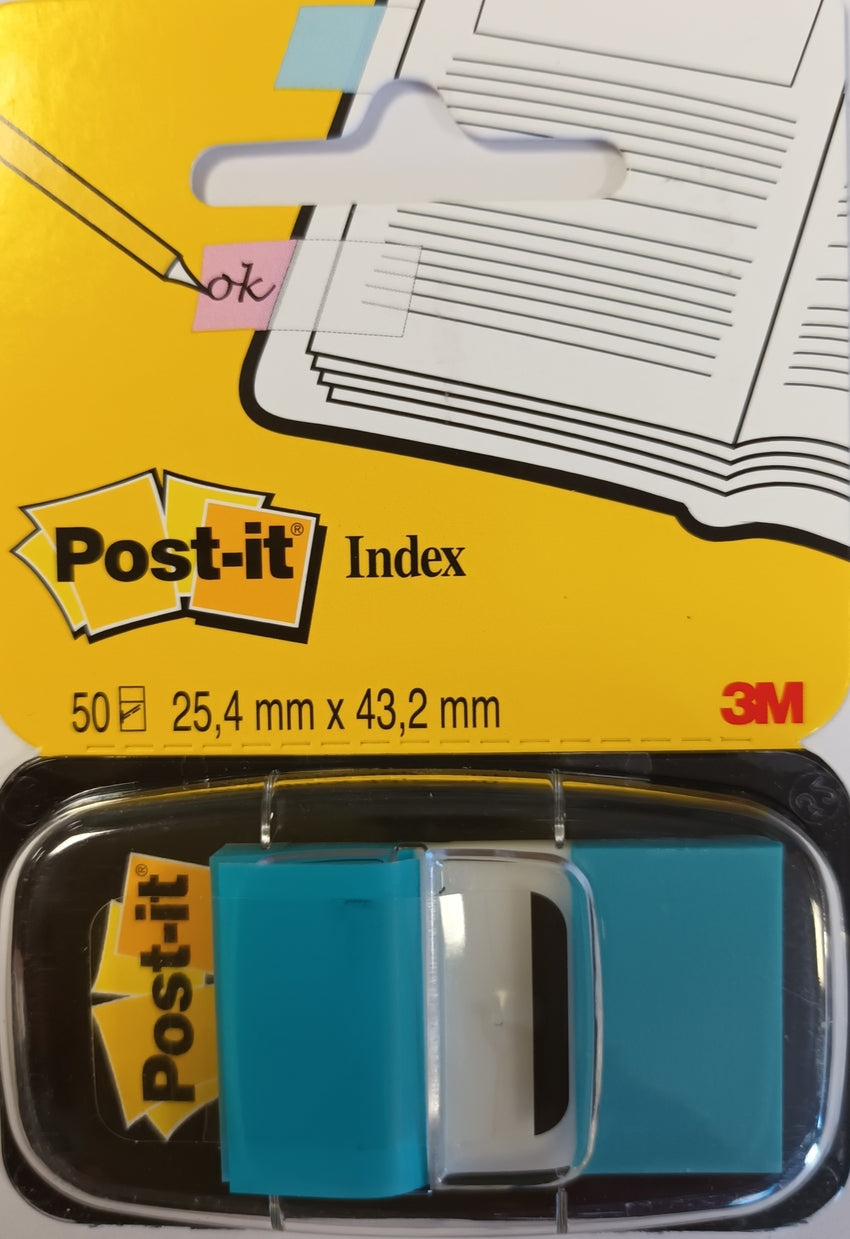 ok
Post-it® Index
50 25,4 mm x 43,2 mm
3M
Post-it®